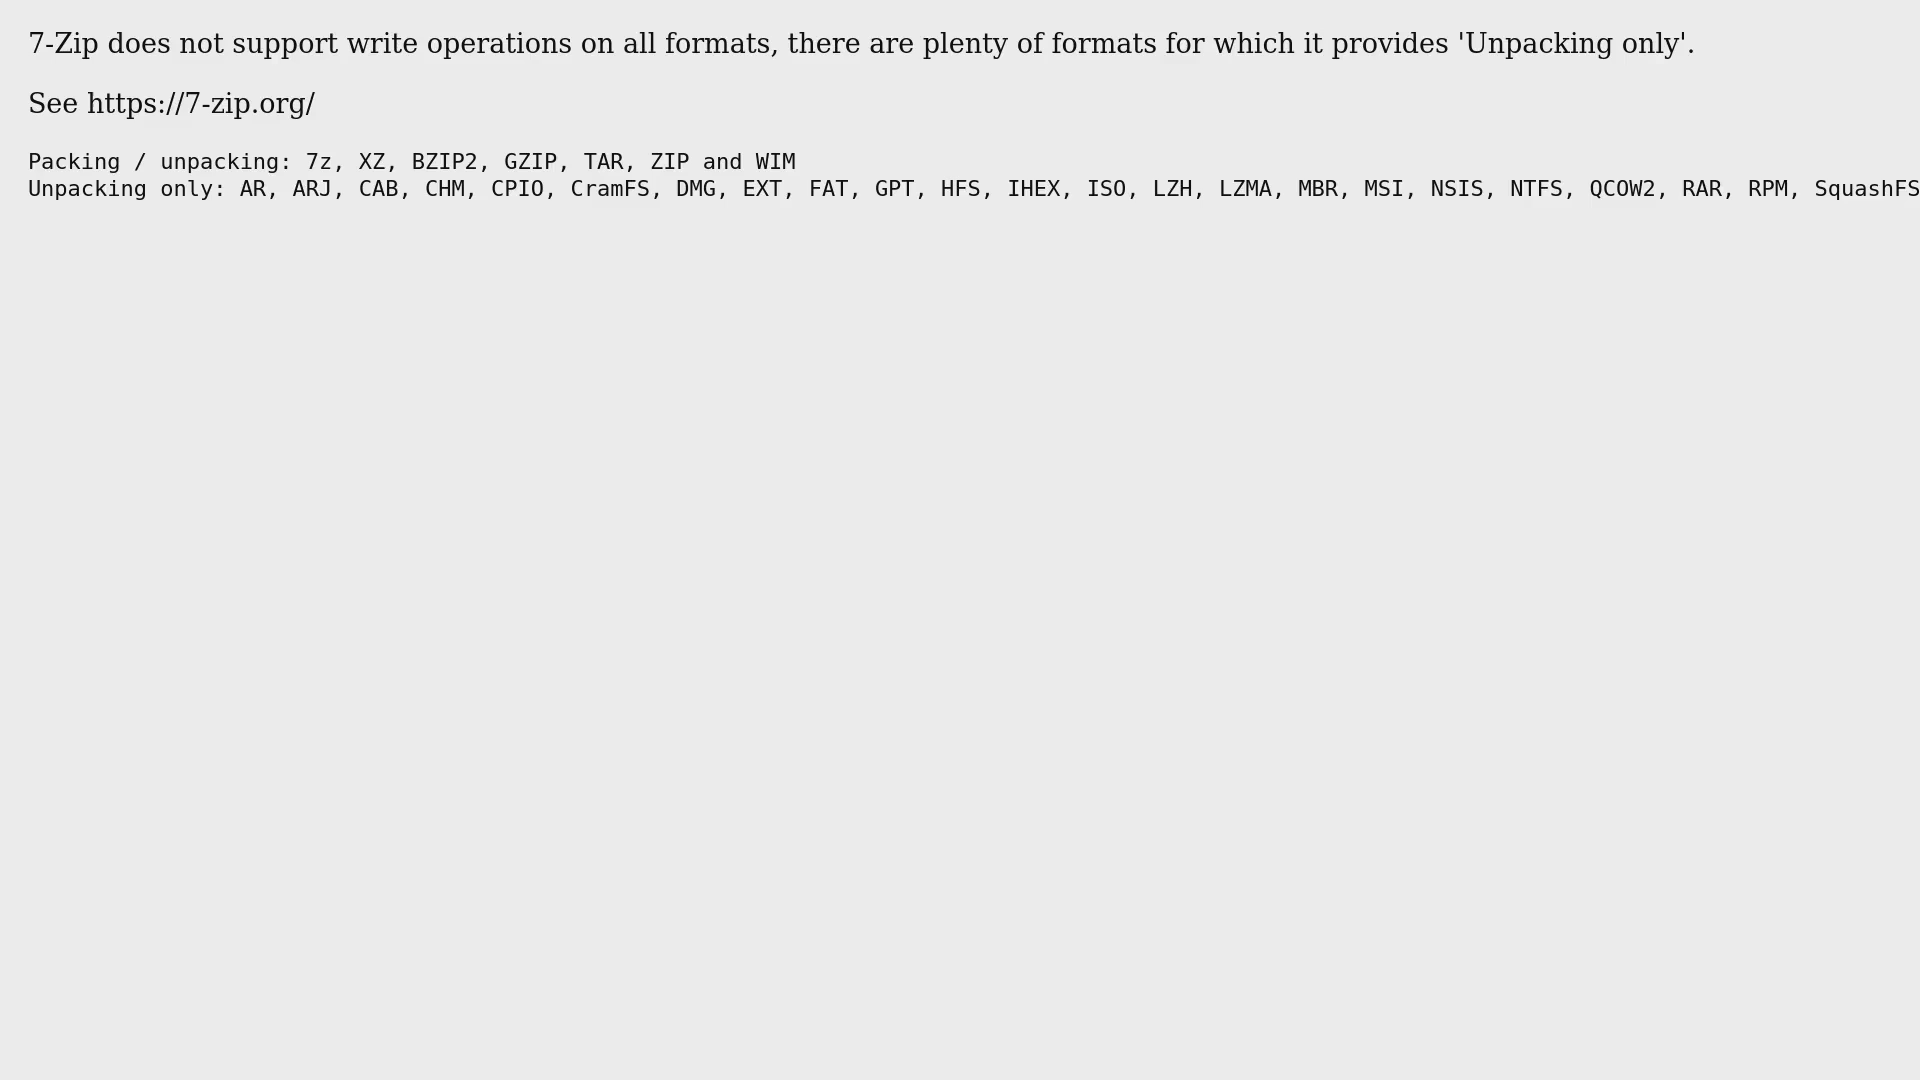 7-Zip does not support write operations on all formats, there are plenty of formats for which it provides 'Unpacking only'.
See https://7-zip.org/
Packing / unpacking: 7z, XZ, BZIP2, GZIP, TAR, ZIP and WIM
Unpacking only: AR, ARJ, CAB, CHM, CPIO, CramFS, DMG, EXT, FAT, GPT, HFS, IHEX, ISO, LZH, LZMA, MBR, MSI, NSIS, NTFS, QCOW2, RAR, RPM, SquashFS